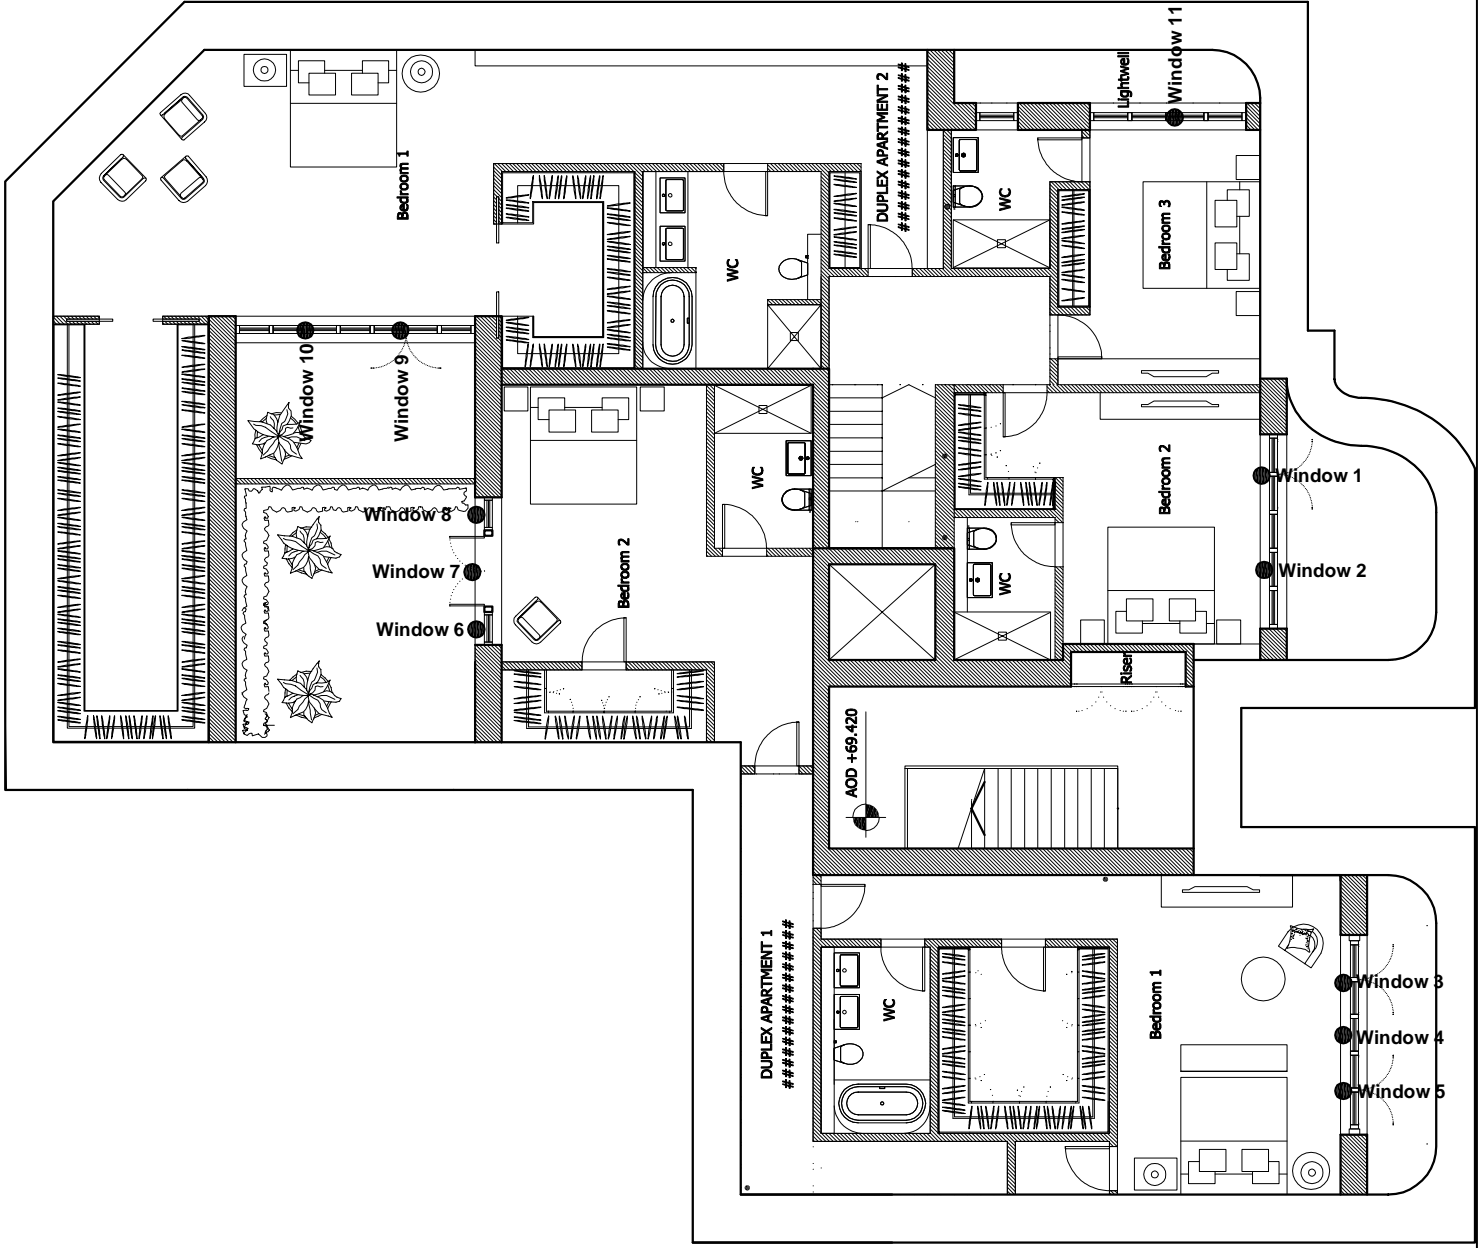 Window 11
Lightwell
DUPLEX APARTMENT 2
##################
Bedroom 1
WC
WC
Bedroom 3
Window 10
Window 9
Window 8
Window 7
Window 6
Bedroom 2
WC
Bedroom 2
WC
Window 1
Window 2
Riser
AOD +69.420
DUPLEX APARTMENT 1
##################
WC
Bedroom 1
Window 3
Window 4
Window 5